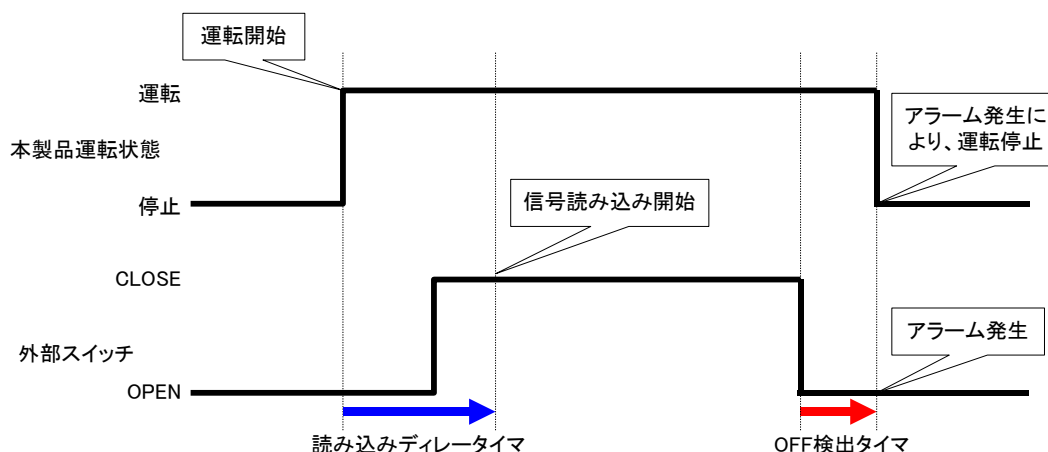 運転開始
運転
本製品運転状態
停止
アラーム発生に
より、運転停止
信号読み込み開始
CLOSE
外部スイッチ
OPEN
アラーム発生
読み込みディレータイマ
OFF検出タイマ